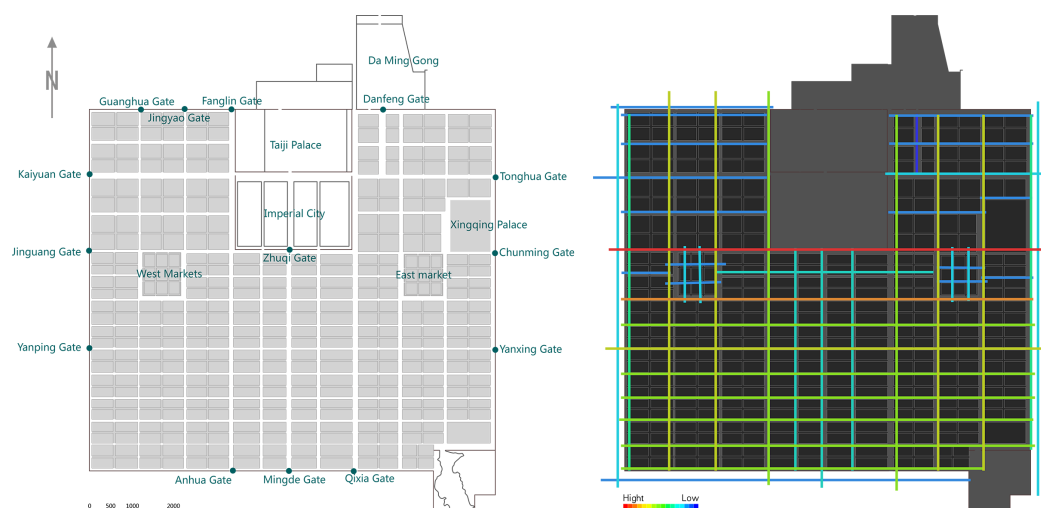 Da Ming Gong
N
Guanghua Gate
Fanglin Gate
Danfeng Gate
Jingyao Gate
Taiji Palace
Kaiyuan Gate
Tonghua Gate
Imperial City
Xingqing Palace
Jinguang Gate
Zhuqi Gate
Chunming Gate
West Markets
East market
Yanping Gate
Yanxing Gate
Anhua Gate
Mingde Gate
Qixia Gate
0 500 1000 2000
Hight Low